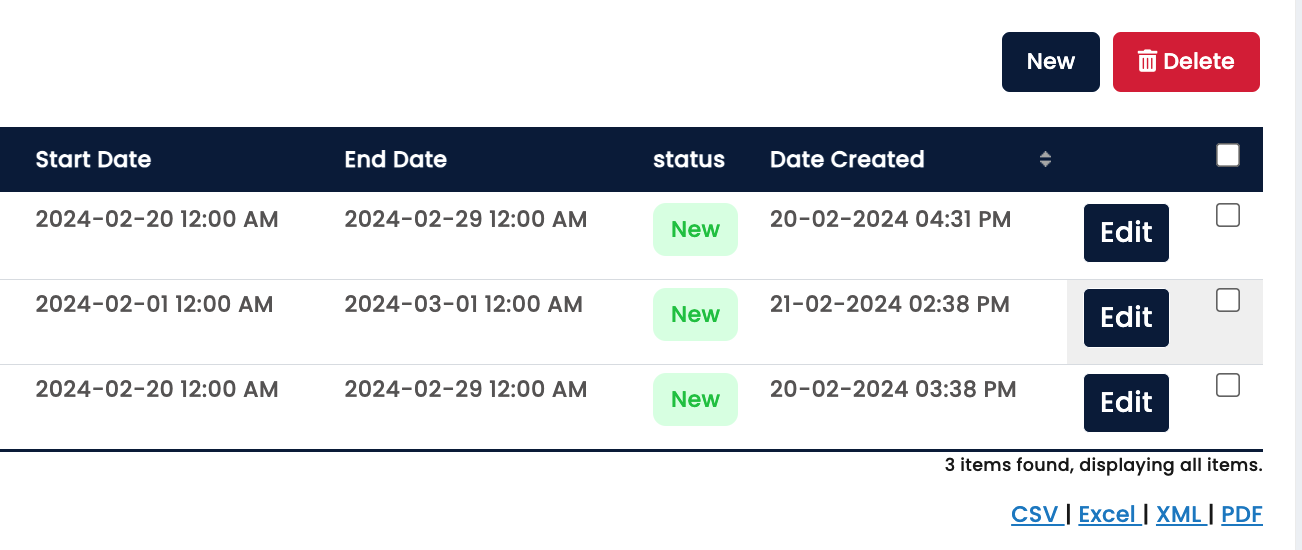 New Delete
Start Date End Date status Date Created
2024-02-20 12:00 AM 2024-02-29 12:00 AM New 20-02-2024 04:31 PM Edit
2024-02-01 12:00 AM 2024-03-01 12:00 AM New 21-02-2024 02:38 PM Edit
2024-02-20 12:00 AM 2024-02-29 12:00 AM New 20-02-2024 03:38 PM Edit
3 items found, displaying all items.
CSV | Excel | XML | PDF